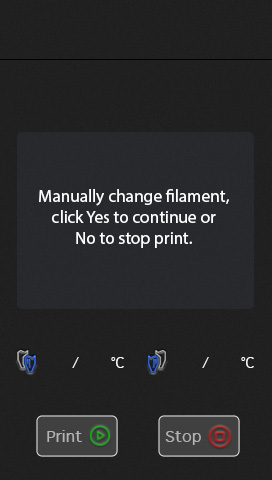 Manually change filament,
click Yes to continue or
No to stop print.
/ °C / °C
Print Stop